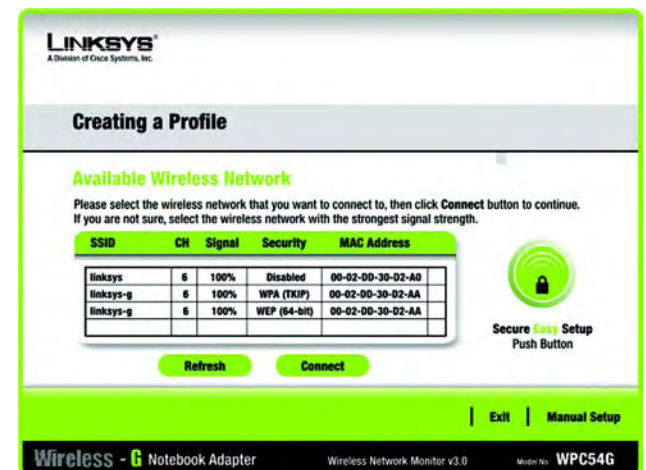 LINKSYS®
A Division of Cisco Systems, Inc.
Creating a Profile
Available Wireless Network
Please select the wireless network that you want to connect to, then click Connect button to continue.
If you are not sure, select the wireless network with the strongest signal strength.
SSID CH Signal Security MAC Address
linksys 6 100% Disabled 00-02-DD-30-D2-A0
linksys-g 6 100% WPA (TKIP) 00-02-DD-30-D2-AA
linksys-g 6 100% WEP (64-bit) 00-02-DD-30-D2-AA
Secure Easy Setup
Push Button
Refresh Connect
Exit Manual Setup
Wireless - G Notebook Adapter Wireless Network Monitor v3.0 Model No. WPC54G